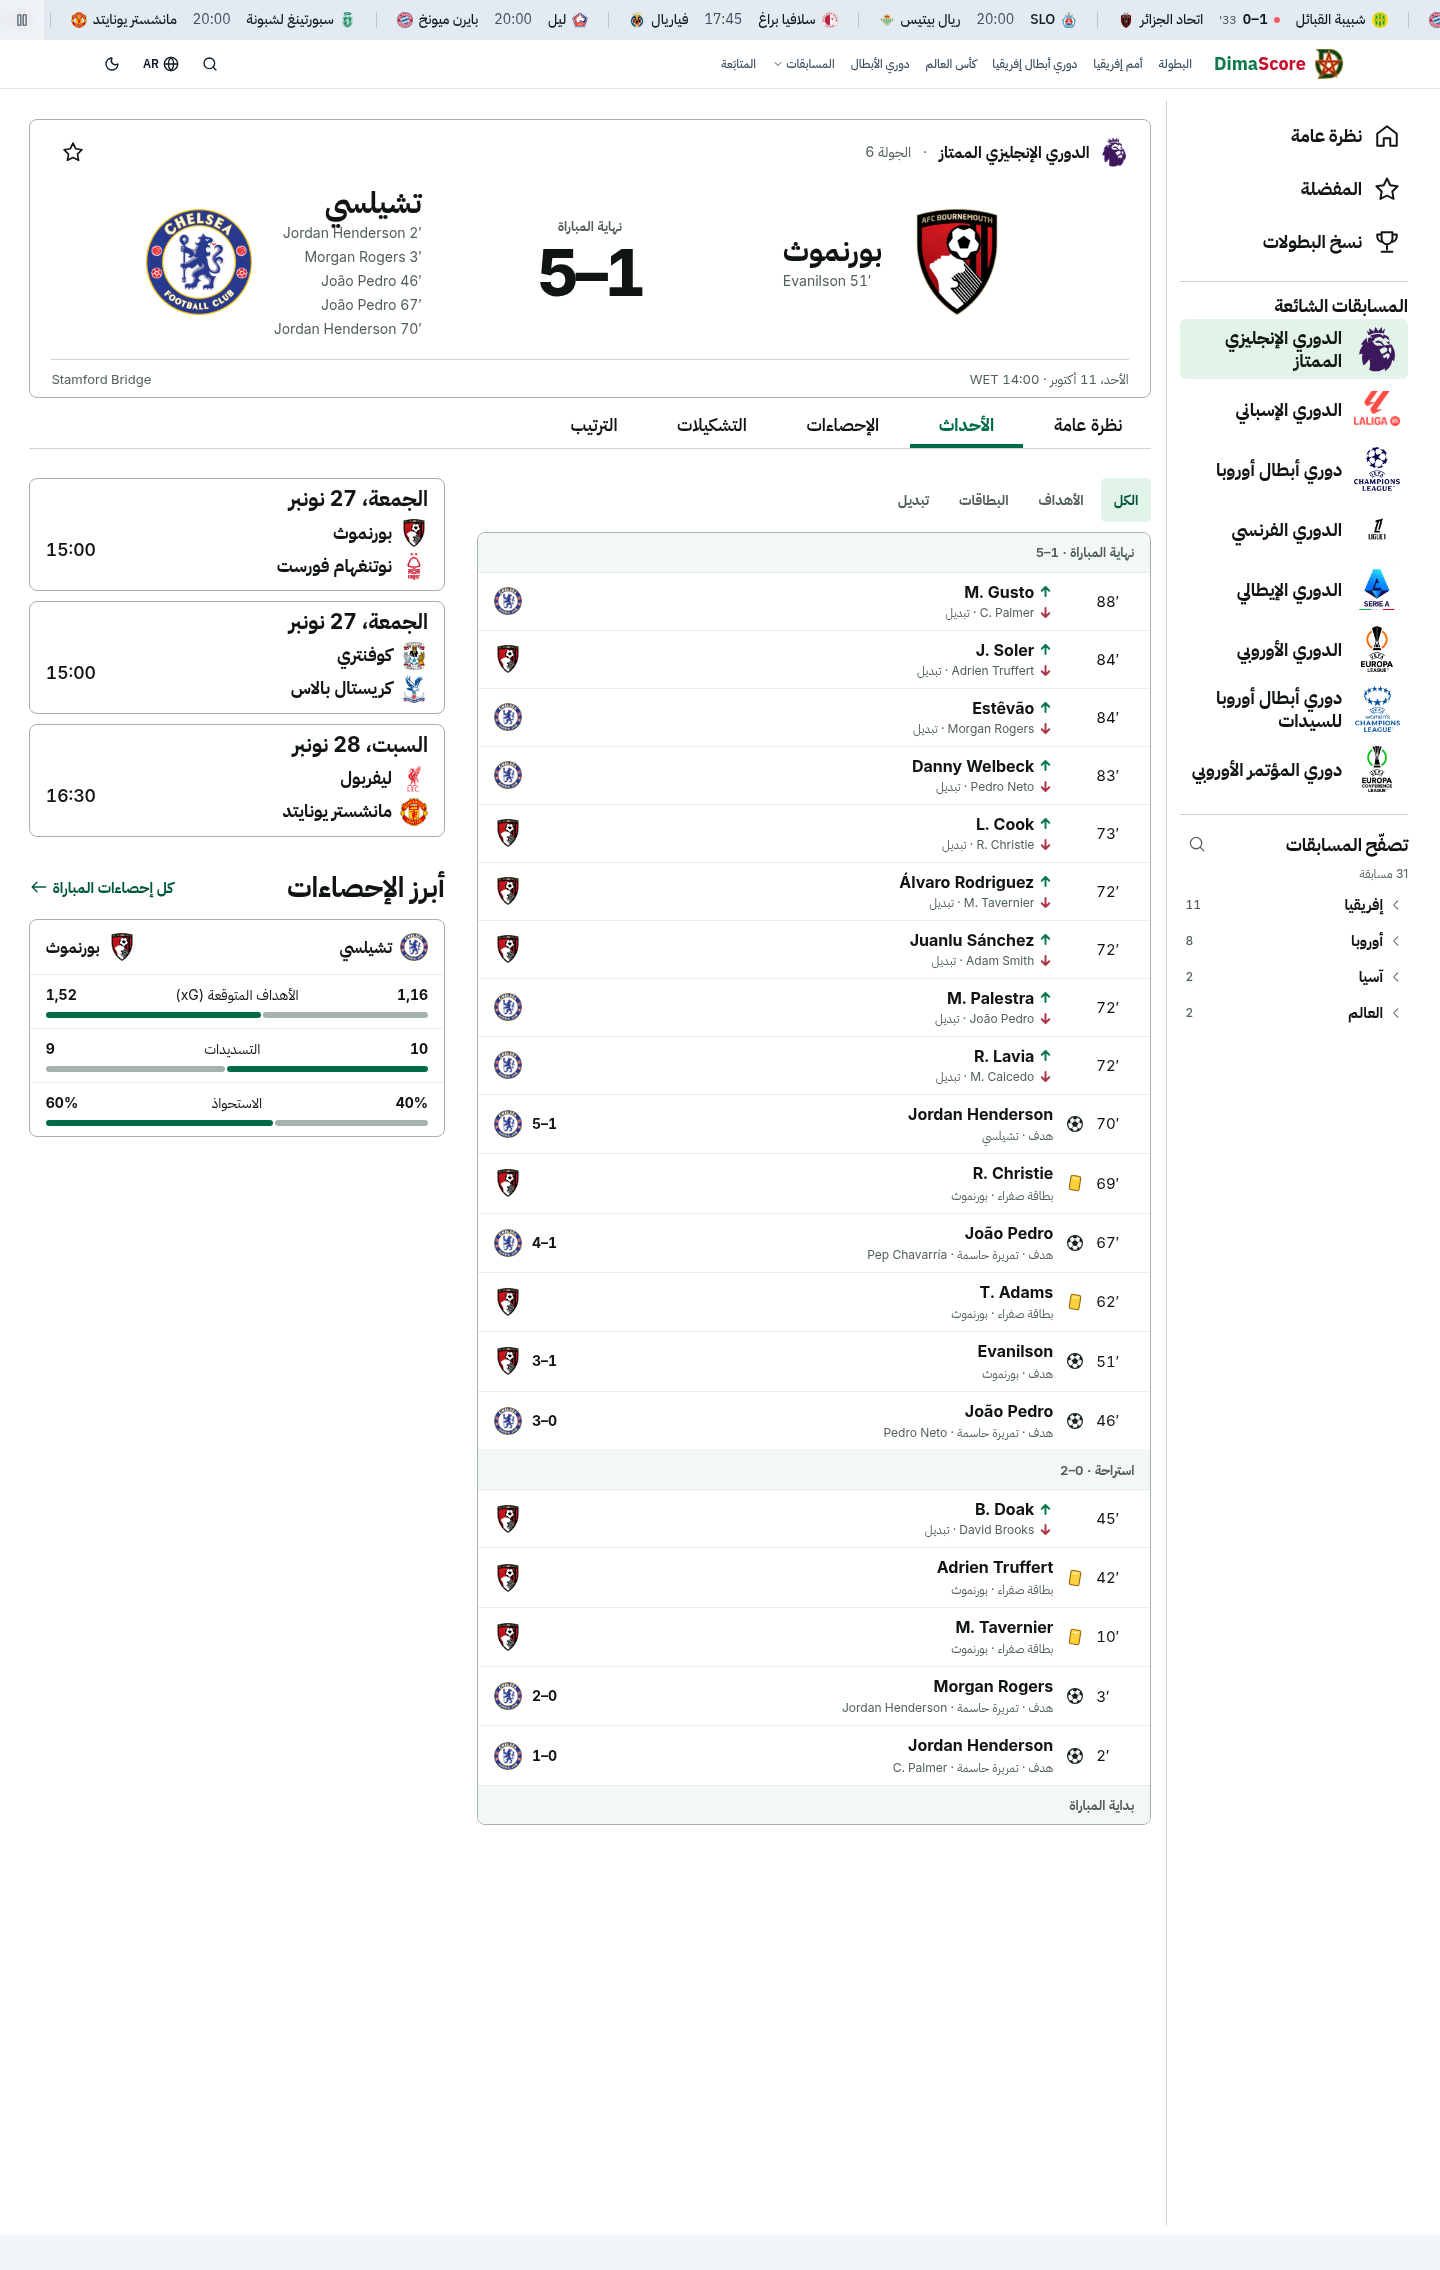 شبيبة القبائل 0–1 33' اتحاد الجزائر
SLO 20:00 ريال بيتيس
سلافيا براغ 17:45 فياريال
ليل 20:00 بايرن ميونخ
سبورتينغ لشبونة 20:00 مانشستر يونايتد
DimaScore
البطولة
أمم إفريقيا
دوري أبطال إفريقيا
كأس العالم
دوري الأبطال
المسابقات
المتابَعة
AR
نظرة عامة
المفضلة
نسخ البطولات
المسابقات الشائعة
الدوري الإنجليزي الممتاز
الدوري الإسباني
دوري أبطال أوروبا
الدوري الفرنسي
الدوري الإيطالي
الدوري الأوروبي
دوري أبطال أوروبا للسيدات
دوري المؤتمر الأوروبي
تصفّح المسابقات
31 مسابقة
إفريقيا 11
أوروبا 8
آسيا 2
العالم 2
الدوري الإنجليزي الممتاز · الجولة 6
بورنموث
Evanilson 51’
نهاية المباراة
5–1
تشيلسي
Jordan Henderson 2’
Morgan Rogers 3’
João Pedro 46’
João Pedro 67’
Jordan Henderson 70’
الأحد، 11 أكتوبر · 14:00 WET
Stamford Bridge
نظرة عامة
الأحداث
الإحصاءات
التشكيلات
الترتيب
الكل
الأهداف
البطاقات
تبديل
نهاية المباراة · 1–5
88’ M. Gusto
C. Palmer · تبديل
84’ J. Soler
Adrien Truffert · تبديل
84’ Estêvão
Morgan Rogers · تبديل
83’ Danny Welbeck
Pedro Neto · تبديل
73’ L. Cook
R. Christie · تبديل
72’ Álvaro Rodriguez
M. Tavernier · تبديل
72’ Juanlu Sánchez
Adam Smith · تبديل
72’ M. Palestra
João Pedro · تبديل
72’ R. Lavia
M. Caicedo · تبديل
70’ Jordan Henderson 5–1
هدف · تشيلسي
69’ R. Christie
بطاقة صفراء · بورنموث
67’ João Pedro 4–1
هدف · تمريرة حاسمة · Pep Chavarría
62’ T. Adams
بطاقة صفراء · بورنموث
51’ Evanilson 3–1
هدف · بورنموث
46’ João Pedro 3–0
هدف · تمريرة حاسمة · Pedro Neto
استراحة · 0–2
45’ B. Doak
David Brooks · تبديل
42’ Adrien Truffert
بطاقة صفراء · بورنموث
10’ M. Tavernier
بطاقة صفراء · بورنموث
3’ Morgan Rogers 2–0
هدف · تمريرة حاسمة · Jordan Henderson
2’ Jordan Henderson 1–0
هدف · تمريرة حاسمة · C. Palmer
بداية المباراة
الجمعة، 27 نونبر
بورنموث
15:00
نوتنغهام فورست
الجمعة، 27 نونبر
كوفنتري
15:00
كريستال بالاس
السبت، 28 نونبر
ليفربول
16:30
مانشستر يونايتد
أبرز الإحصاءات
كل إحصاءات المباراة
تشيلسي بورنموث
1,16 الأهداف المتوقعة (xG) 1,52
10 التسديدات 9
40% الاستحواذ 60%